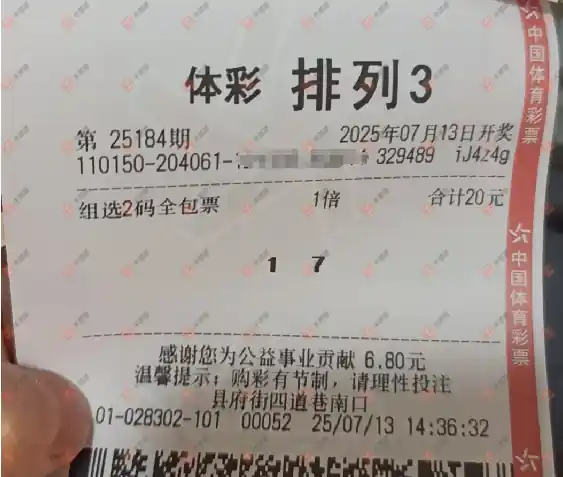 体彩 排列3
第 25184期 2025年07月13日开奖
110150-204061- 329489 iJ4z4g
组选2码全包票 1倍 合计20元
1 7
感谢您为公益事业贡献 6.80元
温馨提示：购彩有节制，请理性投注
县府街四道巷南口
01-028302-101 00052 25/07/13 14:36:32
中国体育彩票
中国体育彩票